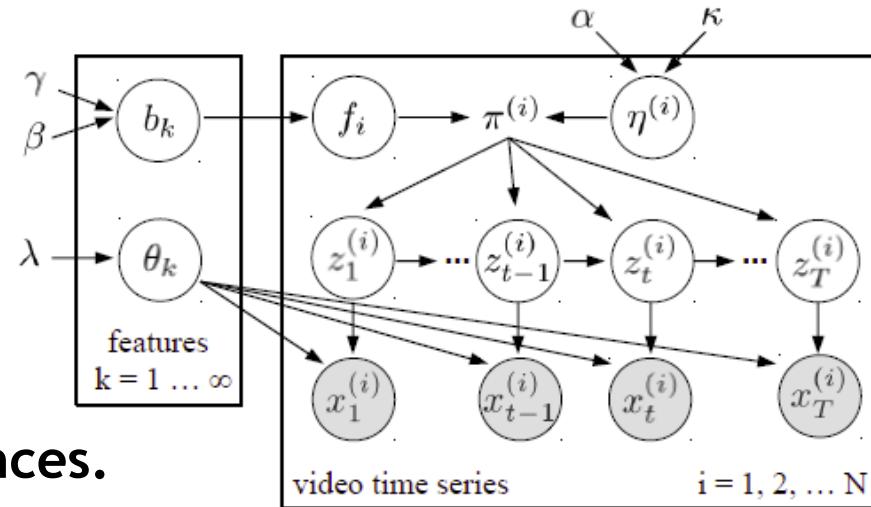 α κ
γ
β
b_k f_i π^{(i)} η^{(i)}
λ θ_k z_1^{(i)} ... z_{t-1}^{(i)} z_t^{(i)} ... z_T^{(i)}
features
k = 1 ... ∞
x_1^{(i)} x_{t-1}^{(i)} x_t^{(i)} x_T^{(i)}
video time series i = 1, 2, ... N